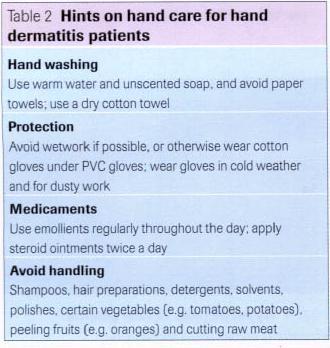 Table 2 Hints on hand care for hand
dermatitis patients
Hand washing
Use warm water and unscented soap, and avoid paper
towels; use a dry cotton towel
Protection
Avoid wetwork if possible, or otherwise wear cotton
gloves under PVC gloves; wear gloves in cold weather
and for dusty work
Medicaments
Use emollients regularly throughout the day; apply
steroid ointments twice a day
Avoid handling
Shampoos, hair preparations, detergents, solvents,
polishes, certain vegetables (e.g. tomatoes, potatoes),
peeling fruits (e.g. oranges) and cutting raw meat